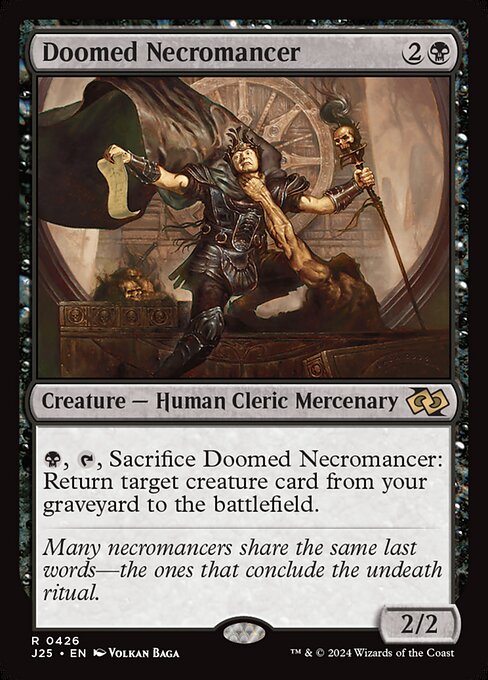 Doomed Necromancer 2
Creature — Human Cleric Mercenary
, , Sacrifice Doomed Necromancer:
Return target creature card from your
graveyard to the battlefield.
Many necromancers share the same last
words—the ones that conclude the undeath
ritual.
2/2
R 0426
J25 • EN Volkan Baga
™ & © 2024 Wizards of the Coast